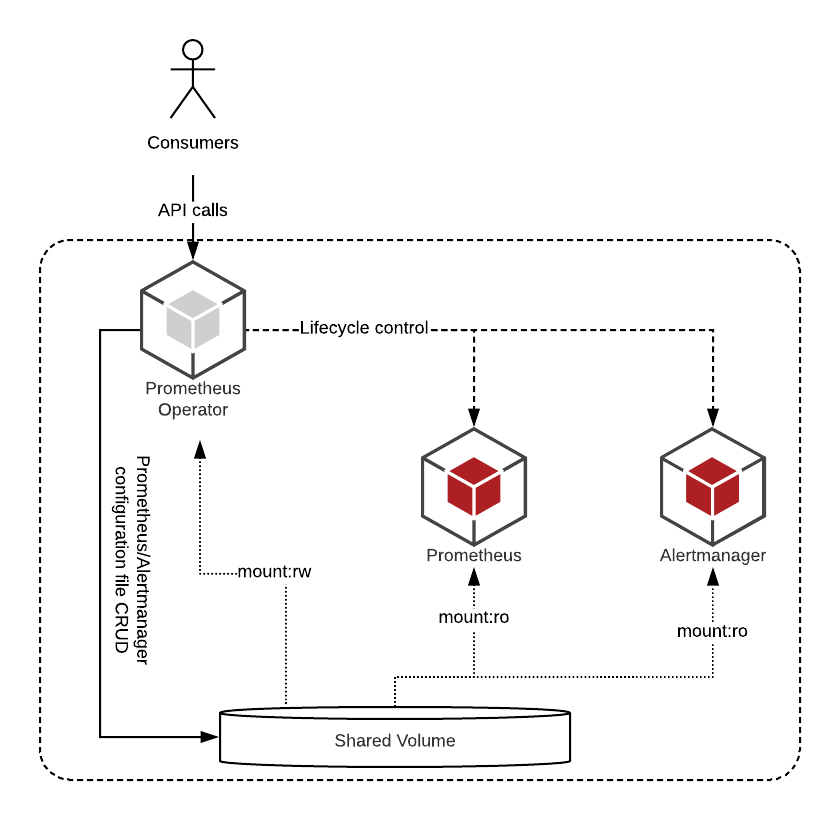 Consumers
API calls
Lifecycle control
Prometheus
Operator
Prometheus/Alertmanager
configuration file CRUD
Prometheus
Alertmanager
mount:rw
mount:ro
mount:ro
Shared Volume